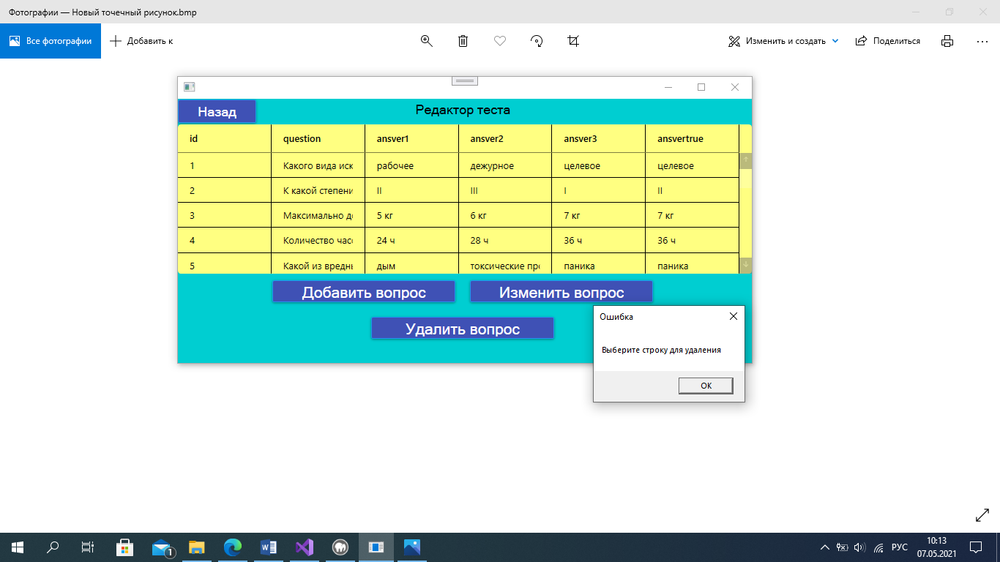 Фотографии — Новый точечный рисунок.bmp
Все фотографии
Добавить к
Изменить и создать
Поделиться
Назад
Редактор теста
id question ansver1 ansver2 ansver3 ansvertrue
1 Какого вида иск рабочее дежурное целевое целевое
2 К какой степени II III I II
3 Максимально д 5 кг 6 кг 7 кг 7 кг
4 Количество час 24 ч 28 ч 36 ч 36 ч
5 Какой из вредн дым токсические пр паника паника
Добавить вопрос
Изменить вопрос
Удалить вопрос
Ошибка
Выберите строку для удаления
OK
1
РУС
10:13
07.05.2021